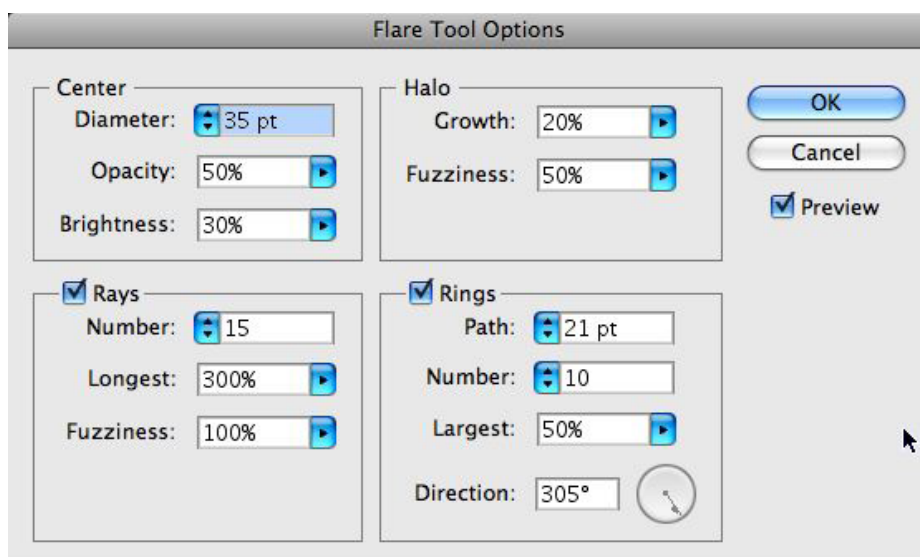 Flare Tool Options
Center
Diameter: 35 pt
Opacity: 50%
Brightness: 30%
Halo
Growth: 20%
Fuzziness: 50%
OK
Cancel
Preview
Rays
Number: 15
Longest: 300%
Fuzziness: 100%
Rings
Path: 21 pt
Number: 10
Largest: 50%
Direction: 305°